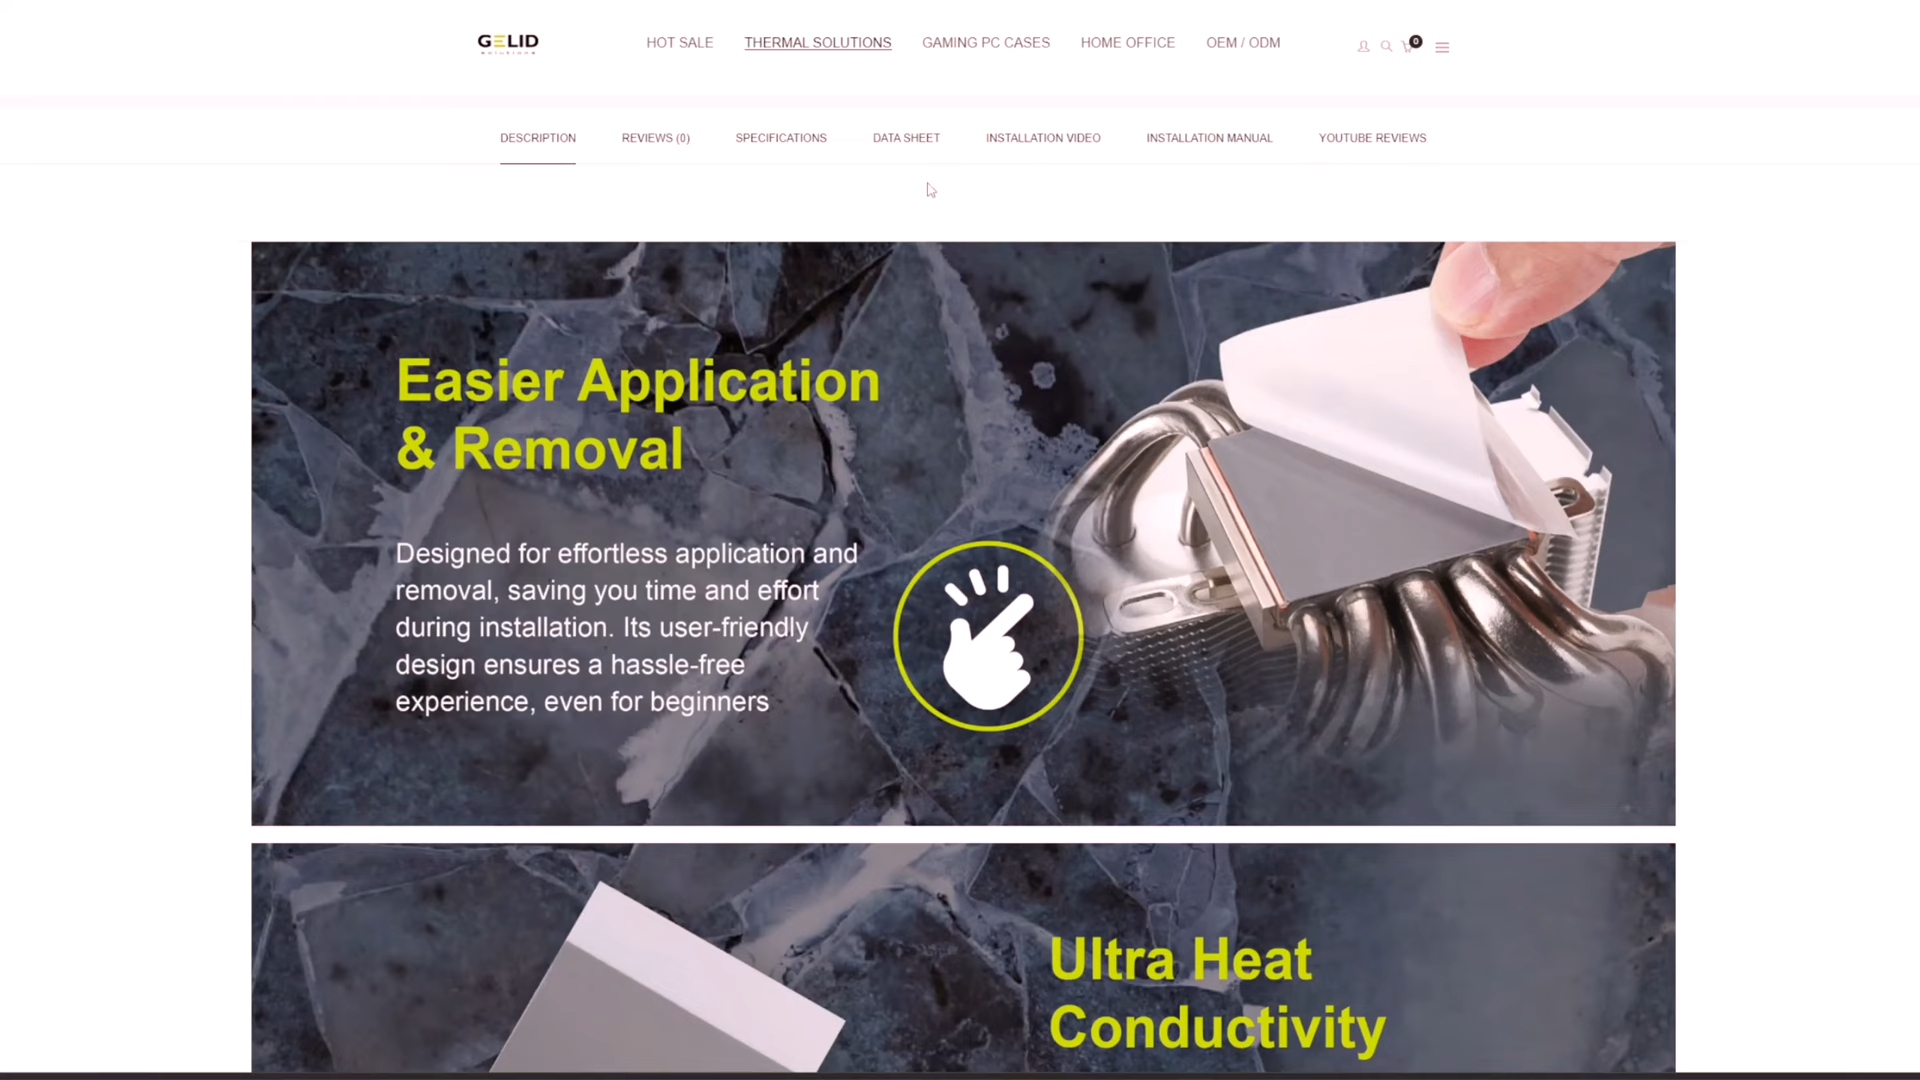 GELID
HOT SALE
THERMAL SOLUTIONS
GAMING PC CASES
HOME OFFICE
OEM / ODM
0
DESCRIPTION
REVIEWS (0)
SPECIFICATIONS
DATA SHEET
INSTALLATION VIDEO
INSTALLATION MANUAL
YOUTUBE REVIEWS
Easier Application
& Removal
Designed for effortless application and
removal, saving you time and effort
during installation. Its user-friendly
design ensures a hassle-free
experience, even for beginners
Ultra Heat
Conductivity